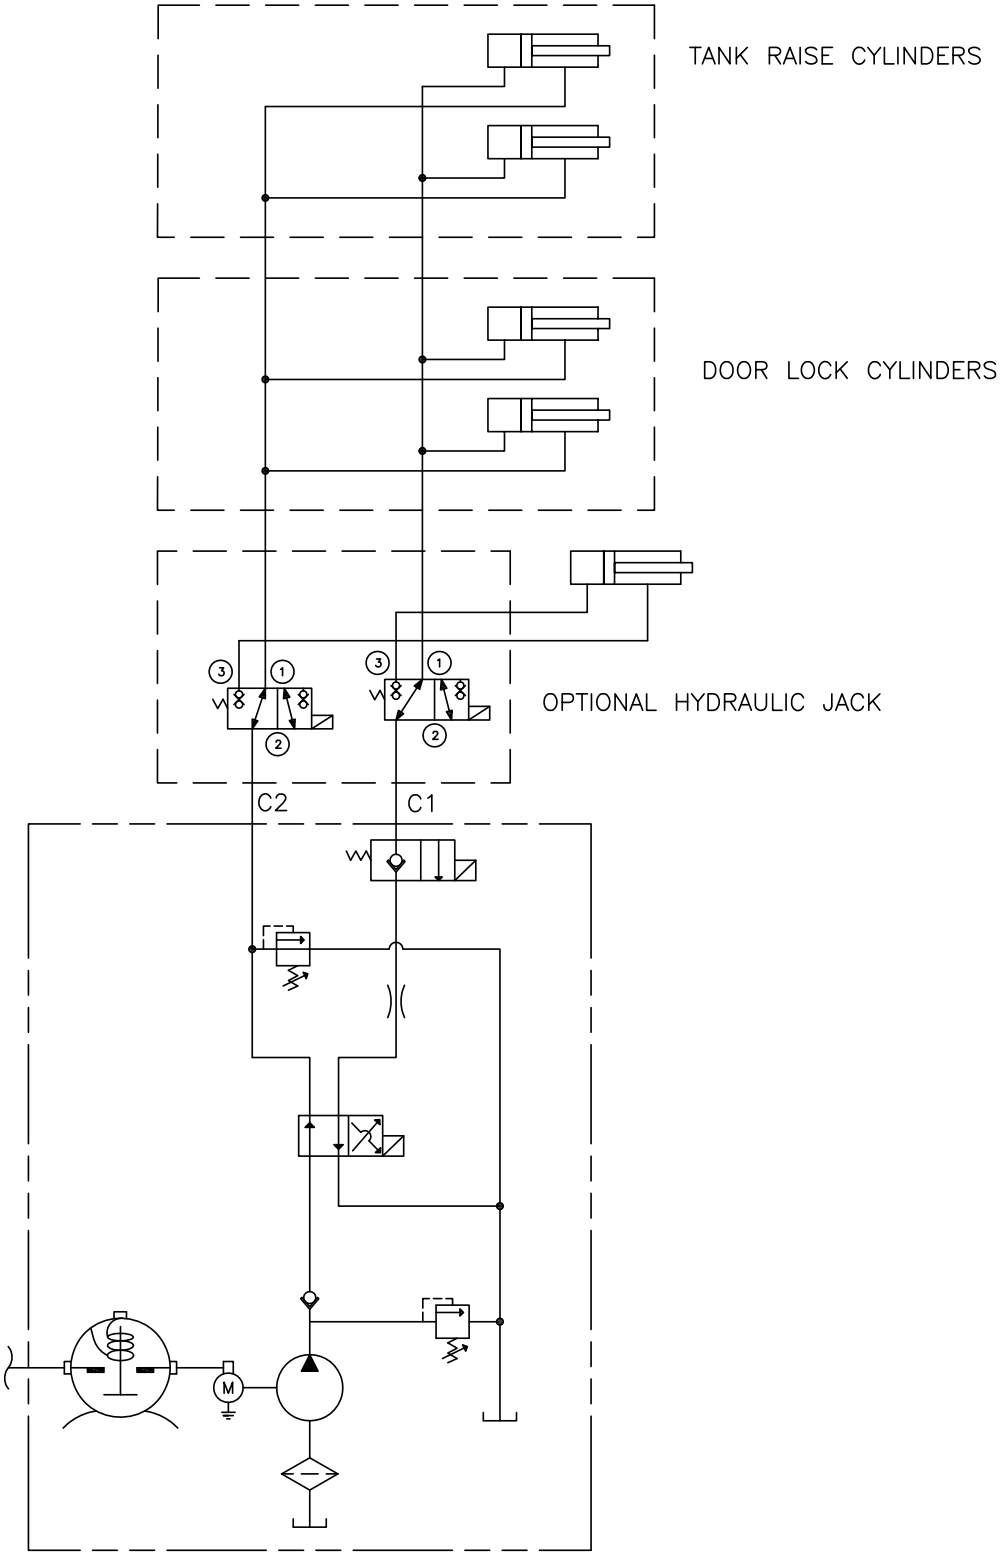 TANK RAISE CYLINDERS
DOOR LOCK CYLINDERS
3 1 3 1
OPTIONAL HYDRAULIC JACK
2 2
C2 C1
M